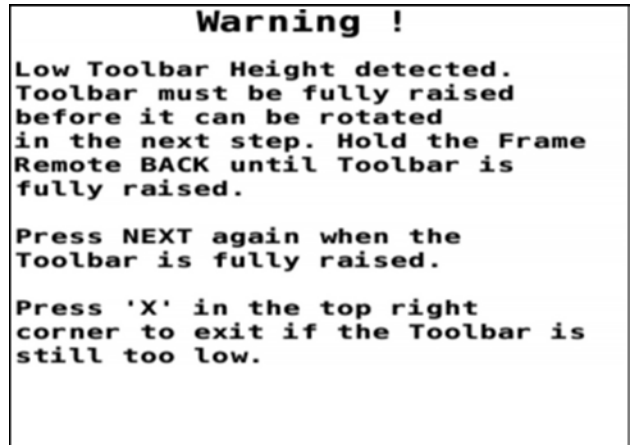 Warning !
Low Toolbar Height detected.
Toolbar must be fully raised
before it can be rotated
in the next step. Hold the Frame
Remote BACK until Toolbar is
fully raised.
Press NEXT again when the
Toolbar is fully raised.
Press 'X' in the top right
corner to exit if the Toolbar is
still too low.